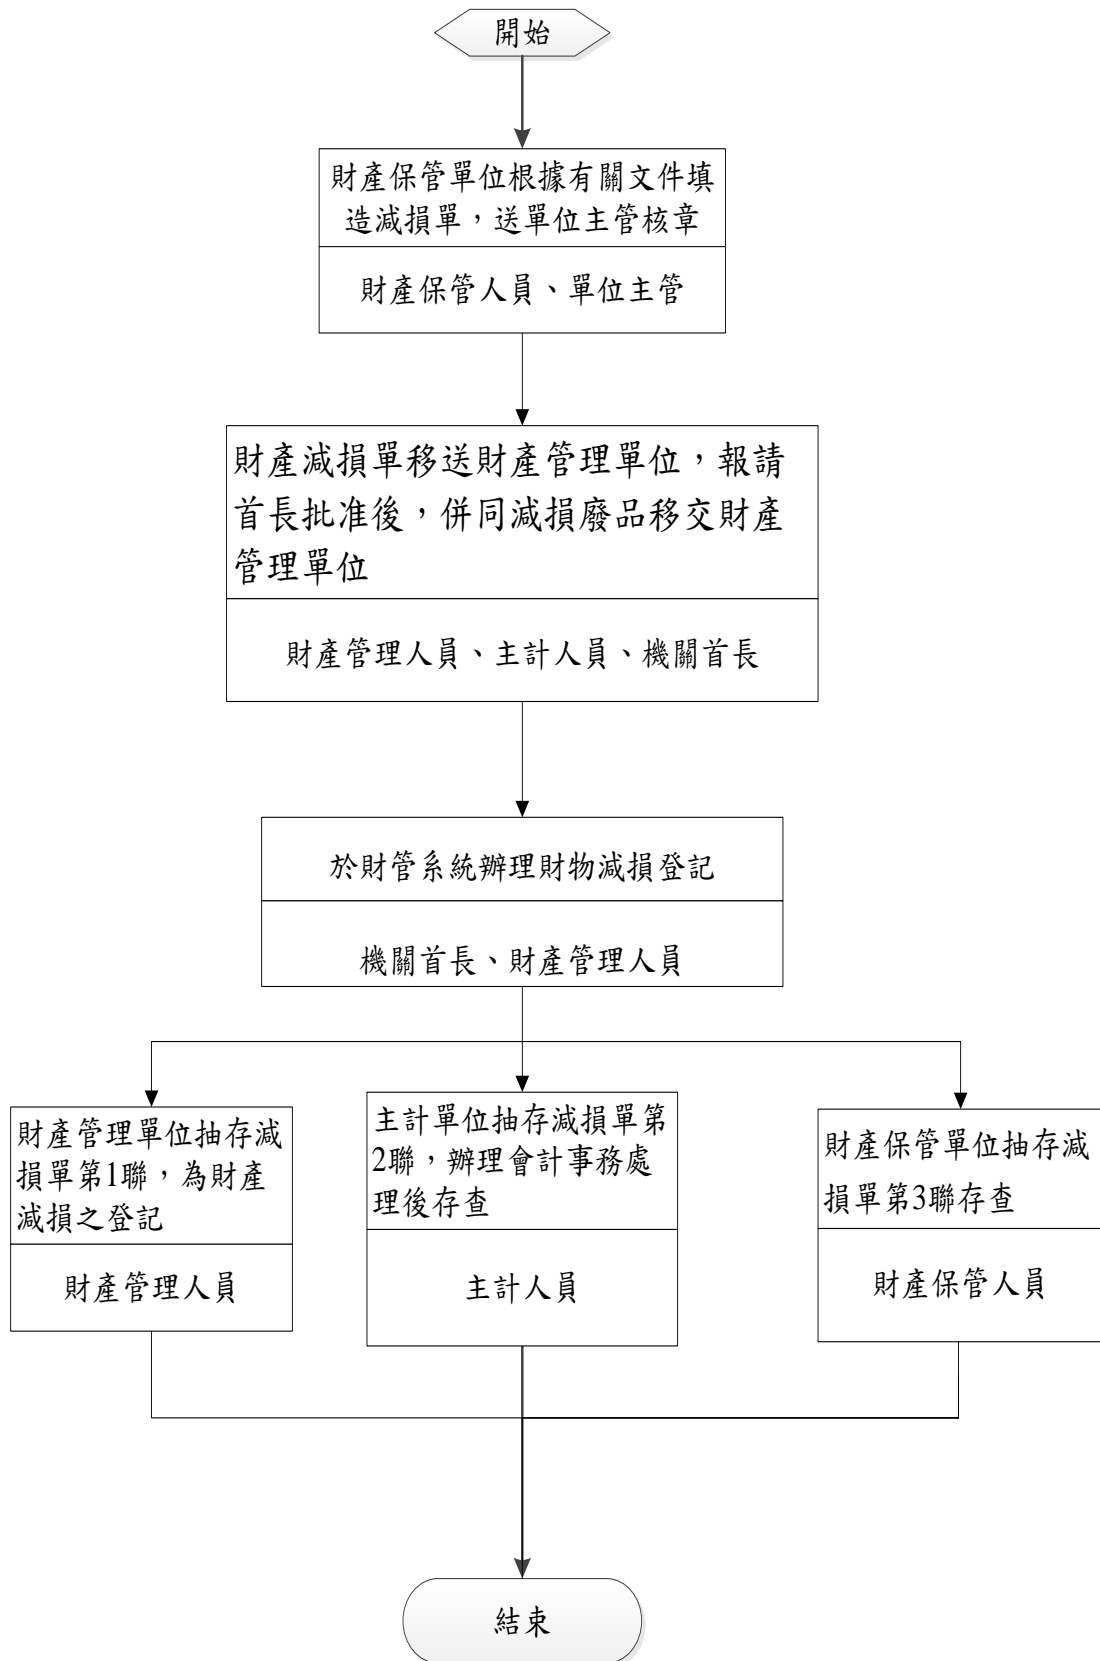 開始
財產保管單位根據有關文件填
造減損單，送單位主管核章
財產保管人員、單位主管
財產減損單移送財產管理單位，報請
首長批准後，併同減損廢品移交財產
管理單位
財產管理人員、主計人員、機關首長
於財管系統辦理財物減損登記
機關首長、財產管理人員
財產管理單位抽存減
損單第1聯，為財產
減損之登記
財產管理人員
主計單位抽存減損單第
2聯，辦理會計事務處
理後存查
主計人員
財產保管單位抽存減
損單第3聯存查
財產保管人員
結束